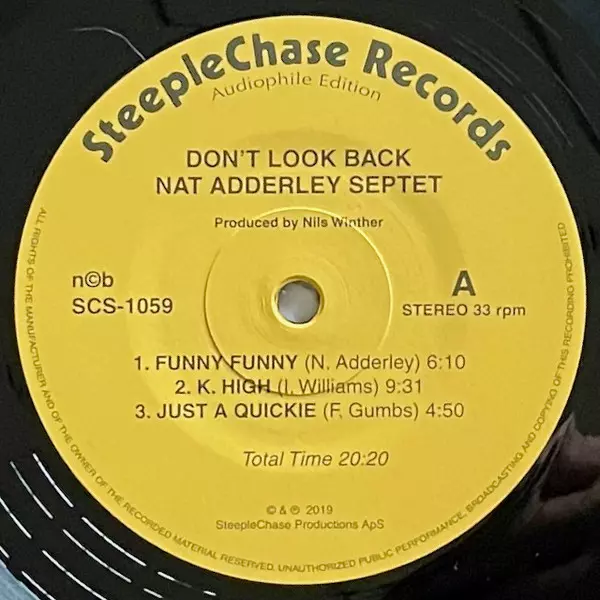 SteepleChase Records
Audiophile Edition
DON'T LOOK BACK
NAT ADDERLEY SEPTET
Produced by Nils Winther
n©b
SCS-1059
A
STEREO 33 rpm
1. FUNNY FUNNY (N. Adderley) 6:10
2. K. HIGH (I. Williams) 9:31
3. JUST A QUICKIE (F. Gumbs) 4:50
Total Time 20:20
© & ℗ 2019
SteepleChase Productions ApS
ALL RIGHTS OF THE MANUFACTURER AND OF THE OWNER OF THE RECORDED MATERIAL RESERVED. UNAUTHORIZED PUBLIC PERFORMANCE, BROADCASTING AND COPYING OF THIS RECORDING PROHIBITED